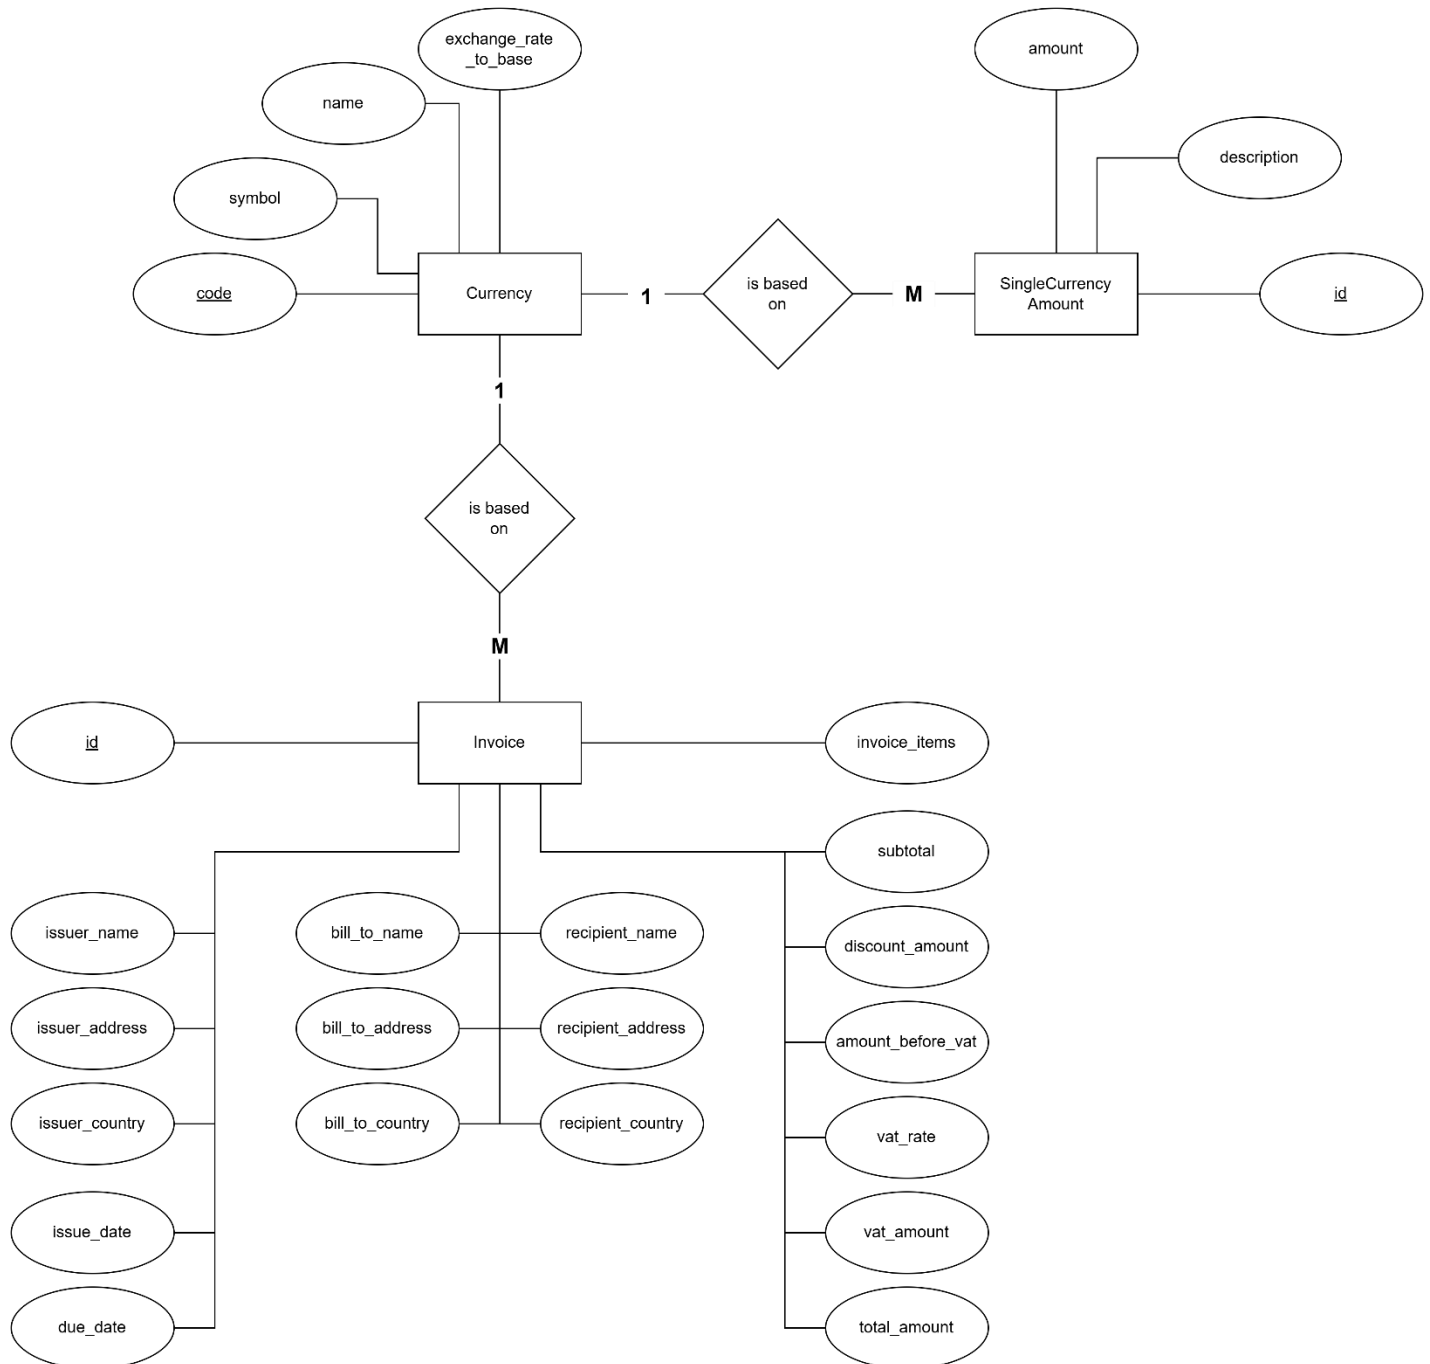 exchange_rate
_to_base
amount
name
description
symbol
code
Currency
1
is based
on
M
SingleCurrency
Amount
id
1
is based
on
M
id
Invoice
invoice_items
subtotal
issuer_name
bill_to_name
recipient_name
discount_amount
issuer_address
bill_to_address
recipient_address
amount_before_vat
issuer_country
bill_to_country
recipient_country
vat_rate
issue_date
vat_amount
due_date
total_amount